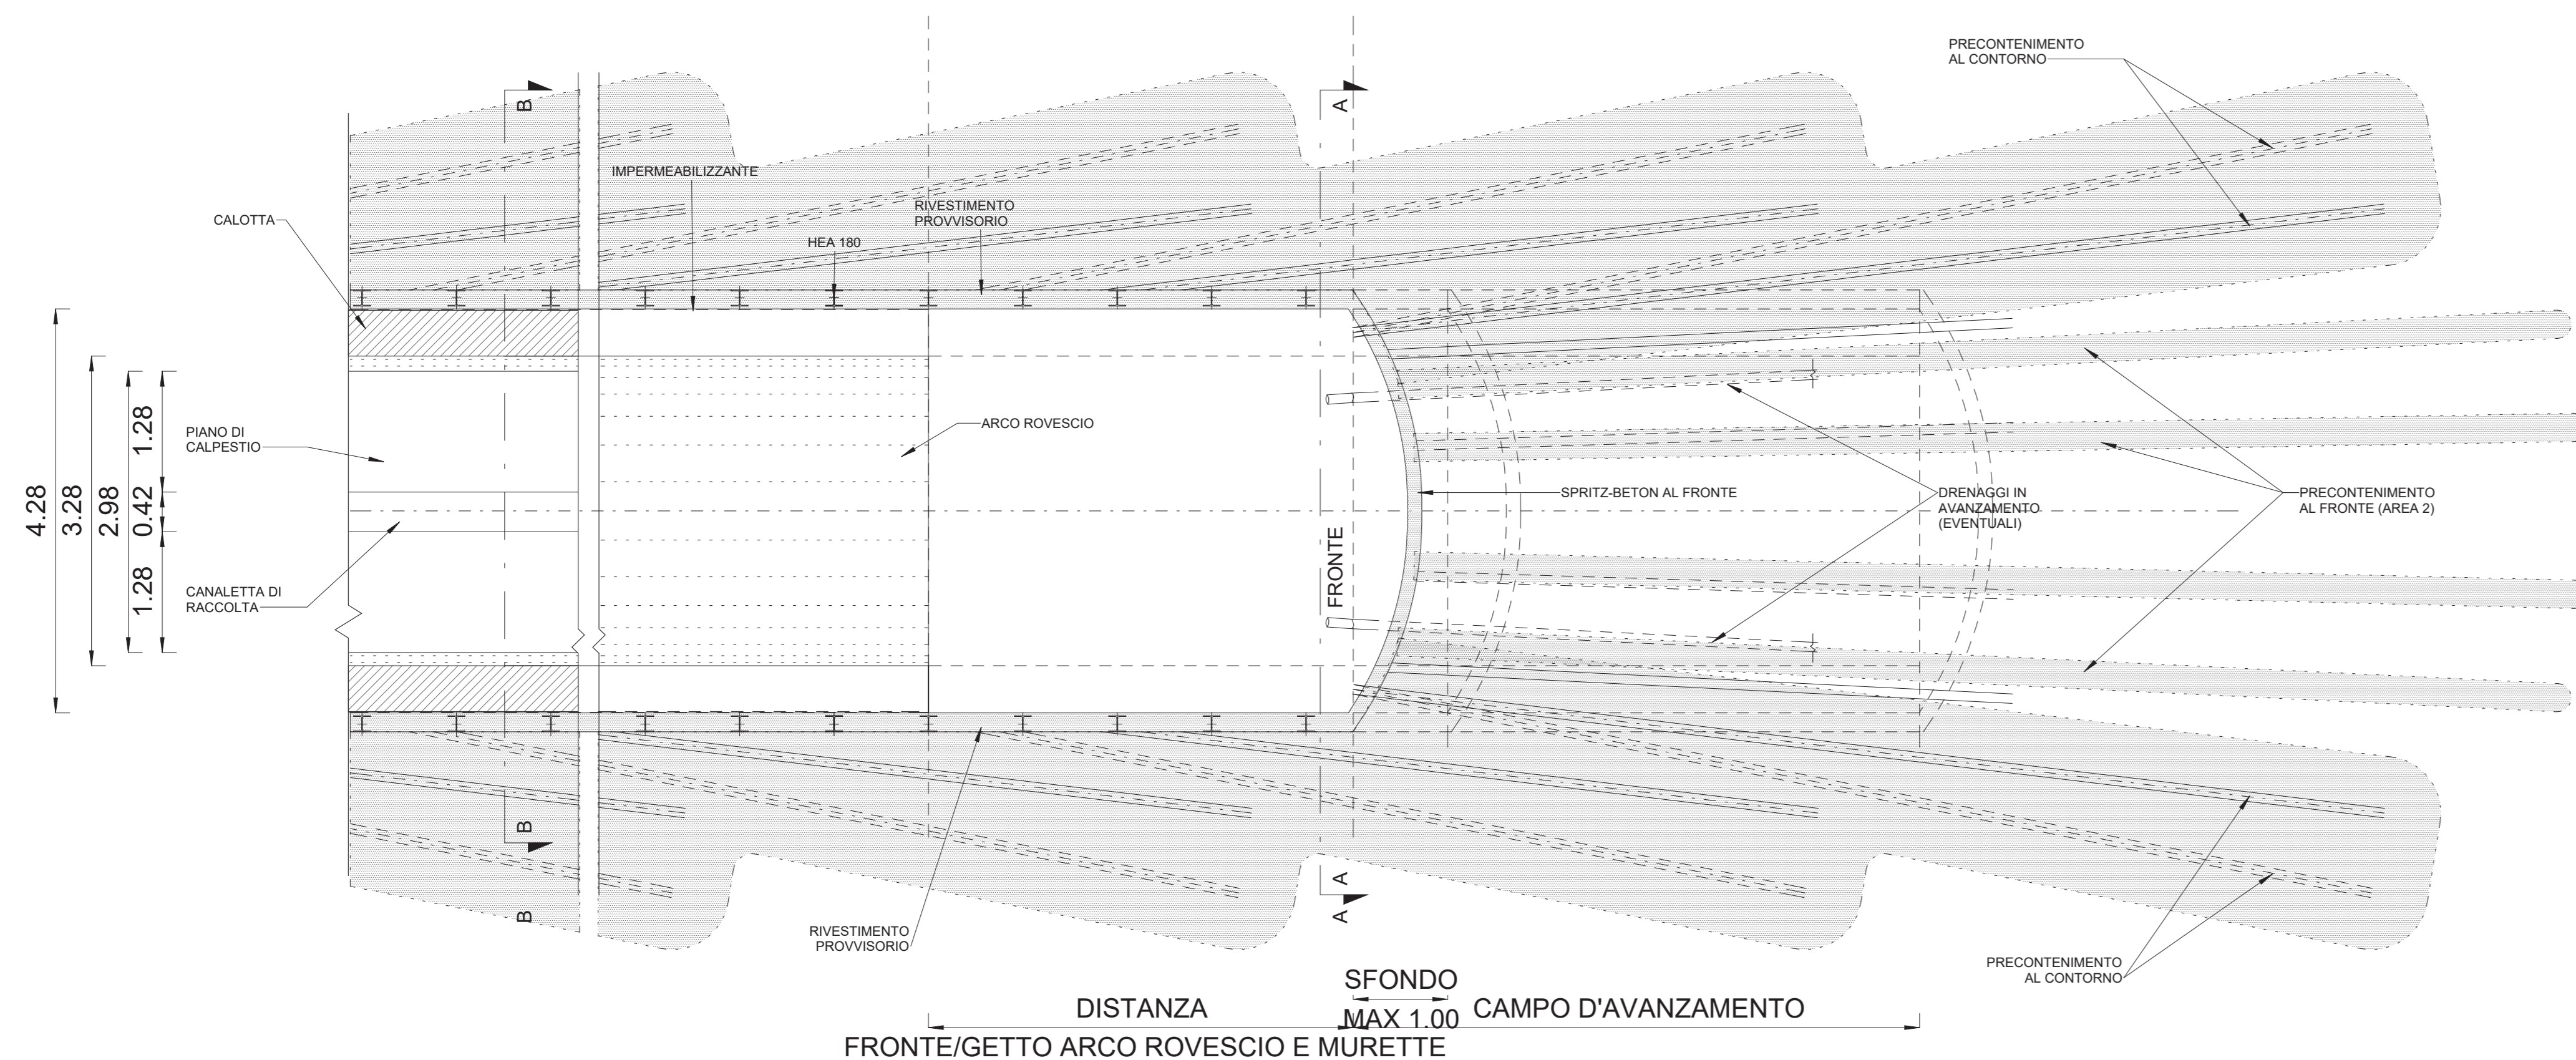 PRECONTENIMENTO
AL CONTORNO
B
A
IMPERMEABILIZZANTE
RIVESTIMENTO
PROVVISORIO
CALOTTA
HEA 180
PIANO DI
CALPESTIO
ARCO ROVESCIO
4.28
3.28
2.98
1.28
0.42
1.28
SPRITZ-BETON AL FRONTE
DRENAGGI IN
AVANZAMENTO
(EVENTUALI)
PRECONTENIMENTO
AL FRONTE (AREA 2)
FRONTE
CANALETTA DI
RACCOLTA
B
A
B
A
RIVESTIMENTO
PROVVISORIO
PRECONTENIMENTO
AL CONTORNO
SFONDO
MAX 1.00
DISTANZA
CAMPO D'AVANZAMENTO
FRONTE/GETTO ARCO ROVESCIO E MURETTE